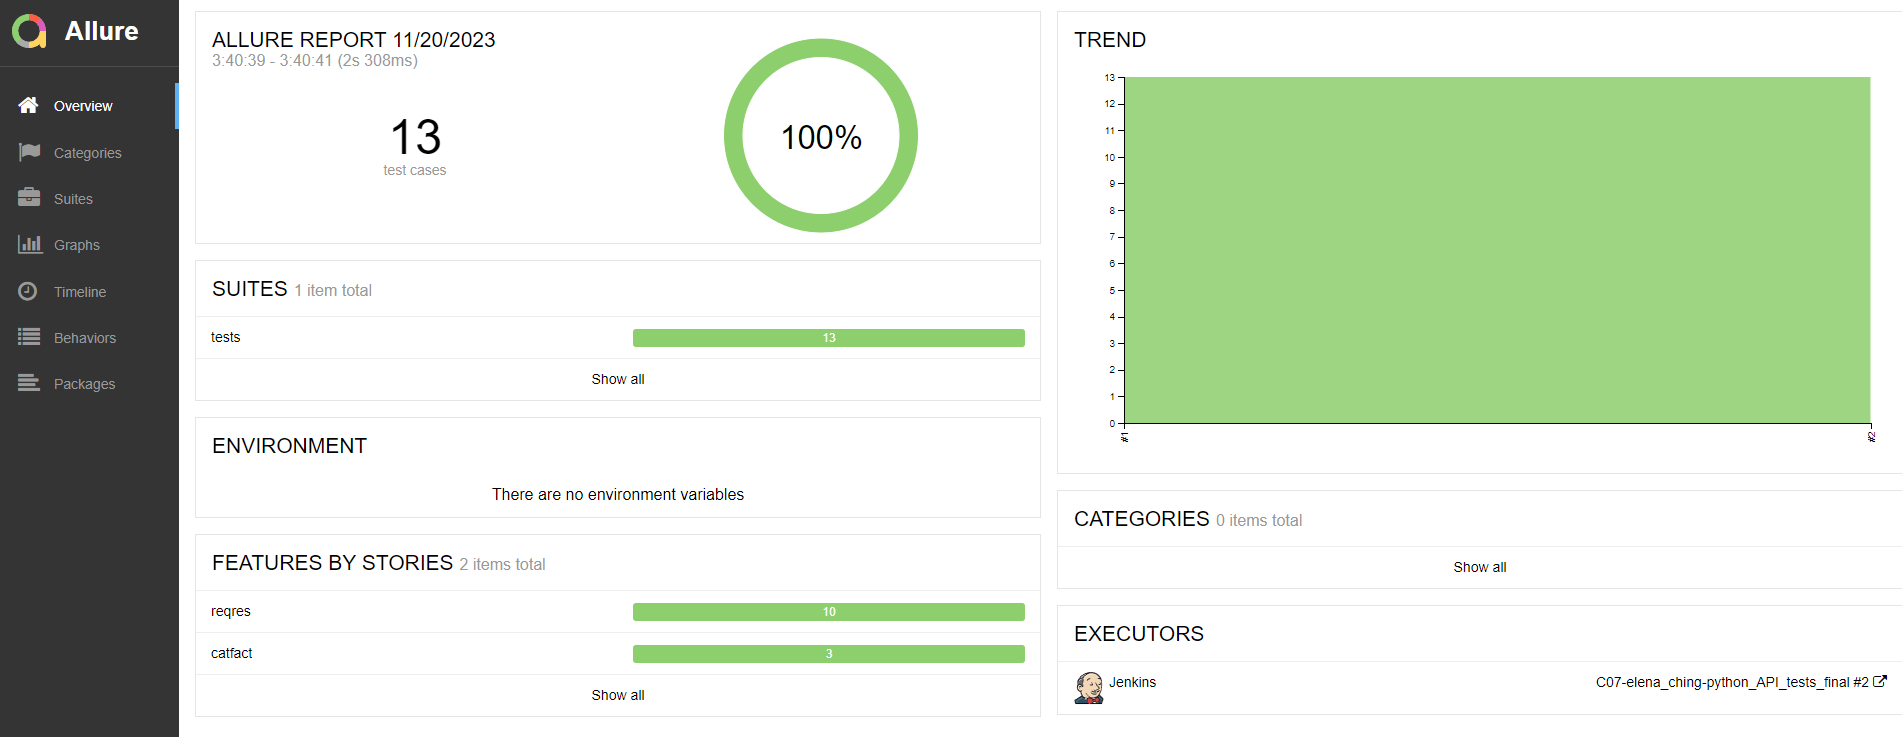 Allure
Overview
Categories
Suites
Graphs
Timeline
Behaviors
Packages
ALLURE REPORT 11/20/2023
3:40:39 - 3:40:41 (2s 308ms)
13
test cases
100%
SUITES 1 item total
tests 13
Show all
ENVIRONMENT
There are no environment variables
FEATURES BY STORIES 2 items total
reqres 10
catfact 3
Show all
TREND
13
12
11
10
9
8
7
6
5
4
3
2
1
0
#1 #2
CATEGORIES 0 items total
Show all
EXECUTORS
Jenkins C07-elena_ching-python_API_tests_final #2